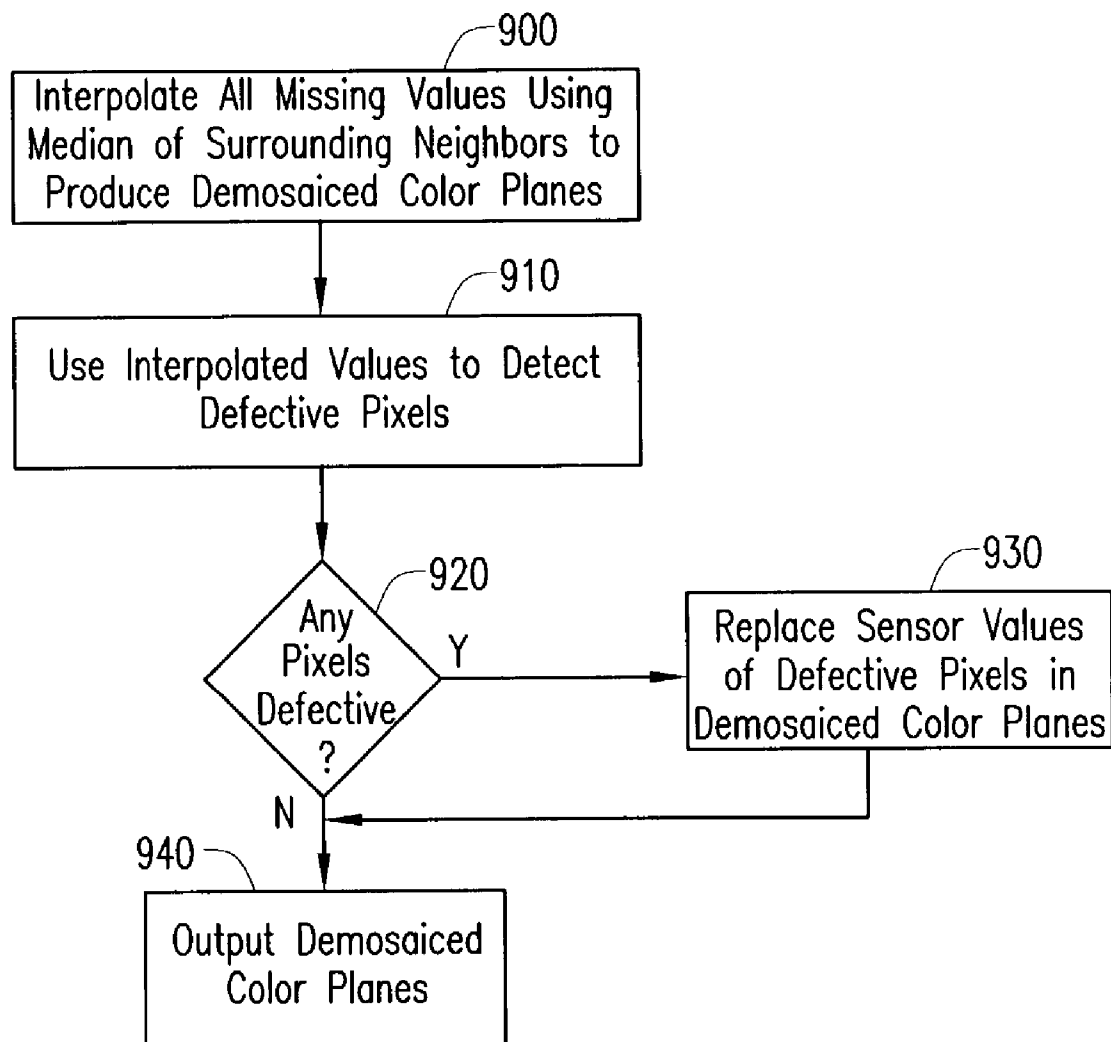 900
Interpolate All Missing Values Using
Median of Surrounding Neighbors to
Produce Demosaiced Color Planes
910
Use Interpolated Values to Detect
Defective Pixels
920
Any
Pixels
Defective
?
Y
N
930
Replace Sensor Values
of Defective Pixels in
Demosaiced Color Planes
940
Output Demosaiced
Color Planes